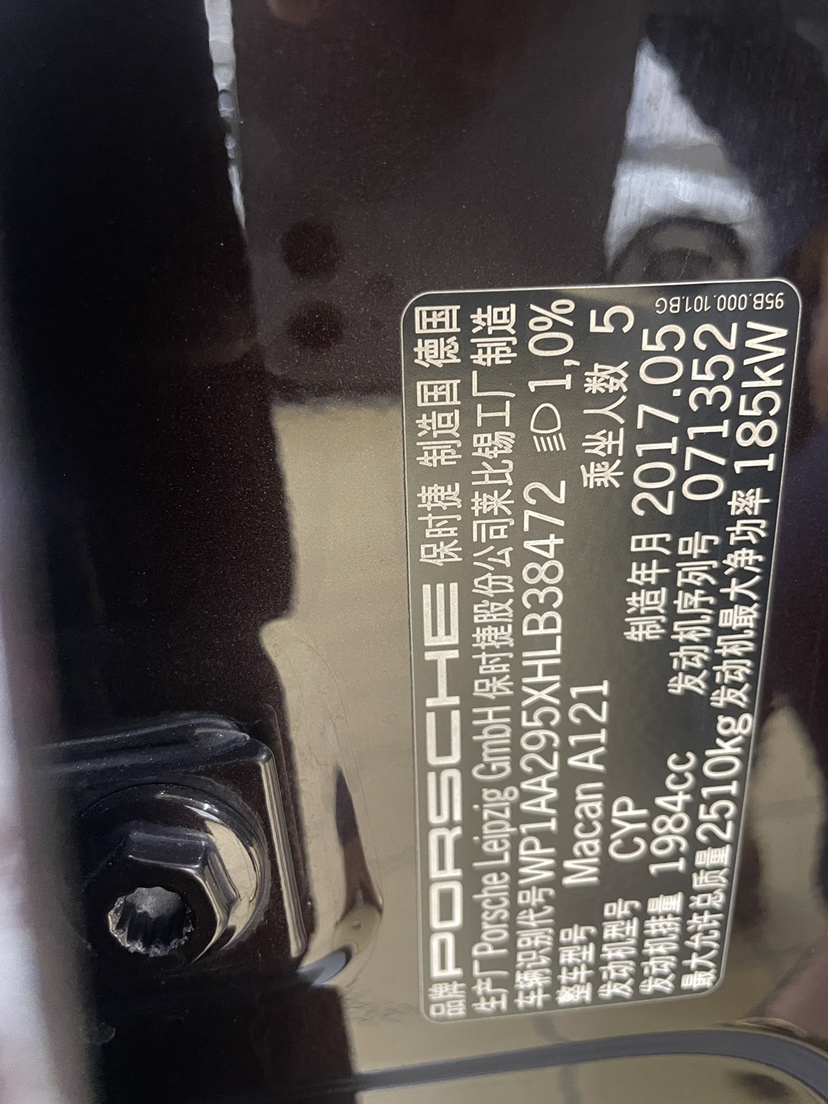 品牌 PORSCHE 保时捷 制造国 德国
生产厂 Porsche Leipzig GmbH 保时捷股份公司莱比锡工厂制造
车辆识别代号 WP1AA295XHLB38472 1,0%
整车型号 Macan A121 乘坐人数 5
发动机型号 CYP 制造年月 2017.05
发动机排量 1984cc 发动机序列号 071352
最大允许总质量 2510kg 发动机最大净功率 185kW
95B.000.101.BG